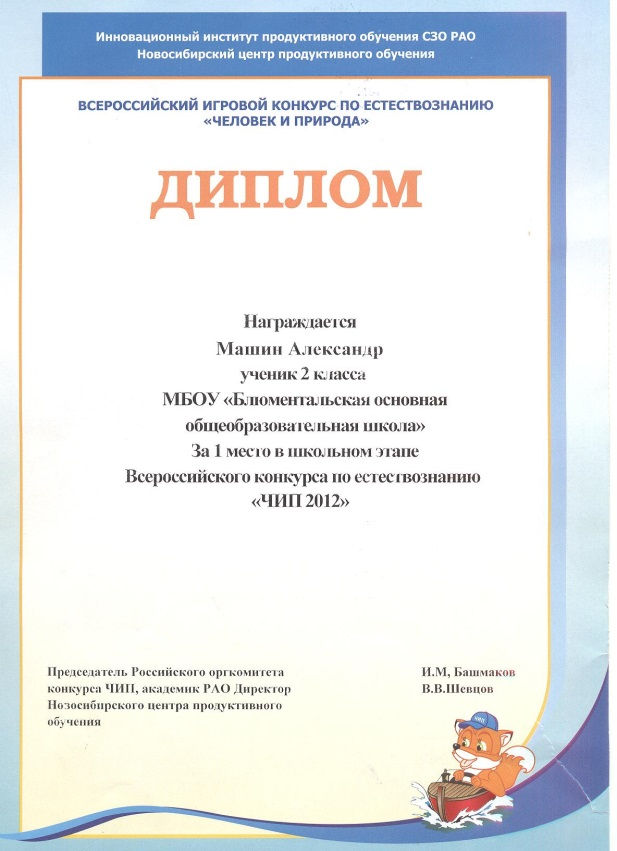 Инновационный институт продуктивного обучения СЗО РАО
Новосибирский центр продуктивного обучения
ВСЕРОССИЙСКИЙ ИГРОВОЙ КОНКУРС ПО ЕСТЕСТВОЗНАНИЮ
«ЧЕЛОВЕК И ПРИРОДА»
ДИПЛОМ
Награждается
Машин Александр
ученик 2 класса
МБОУ «Блюментальская основная
общеобразовательная школа»
За 1 место в школьном этапе
Всероссийского конкурса по естествознанию
«ЧИП 2012»
Председатель Российского оргкомитета
конкурса ЧИП, академик РАО Директор
Новосибирского центра продуктивного
обучения
И.М, Башмаков
В.В.Шевцов
ЧИП